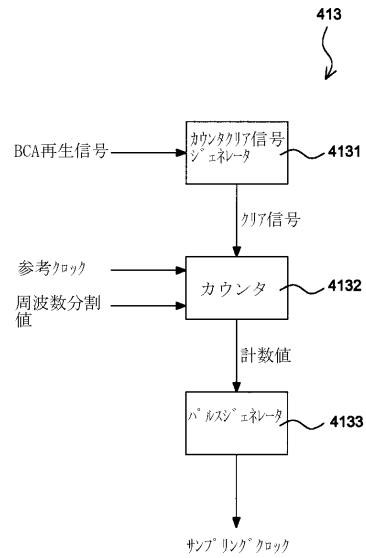 413
カウンタクリア信号
ジェネレータ
4131
BCA再生信号
クリア信号
参考クロック
周波数分割
値
カウンタ
4132
計数値
パルスジェネレータ
4133
サンプリングクロック